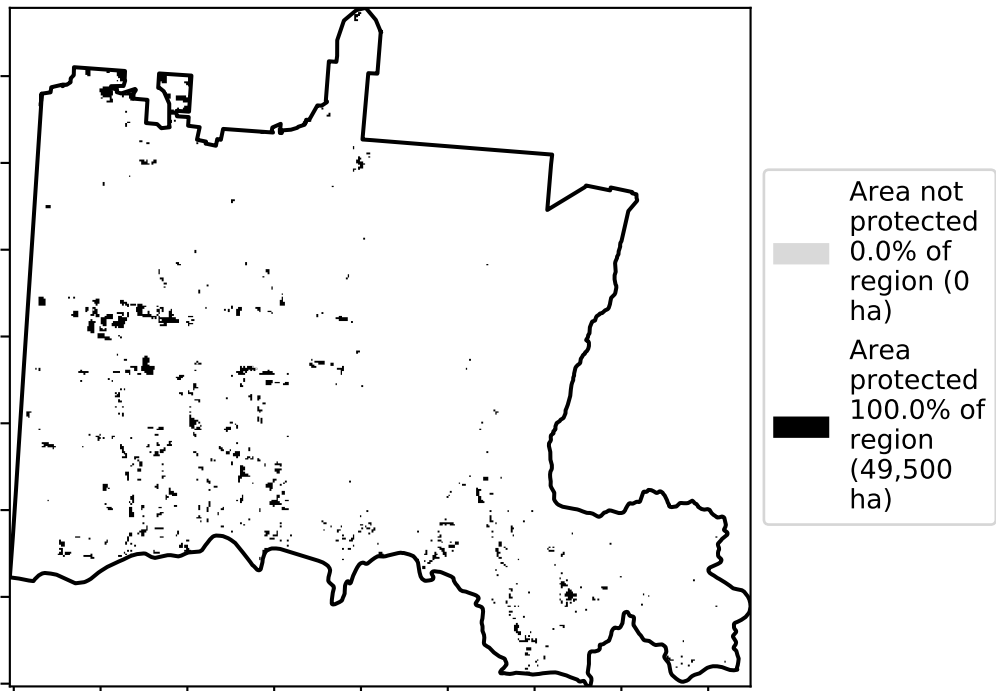 Area not
protected
0.0% of
region (0
ha)
Area
protected
100.0% of
region
(49,500
ha)